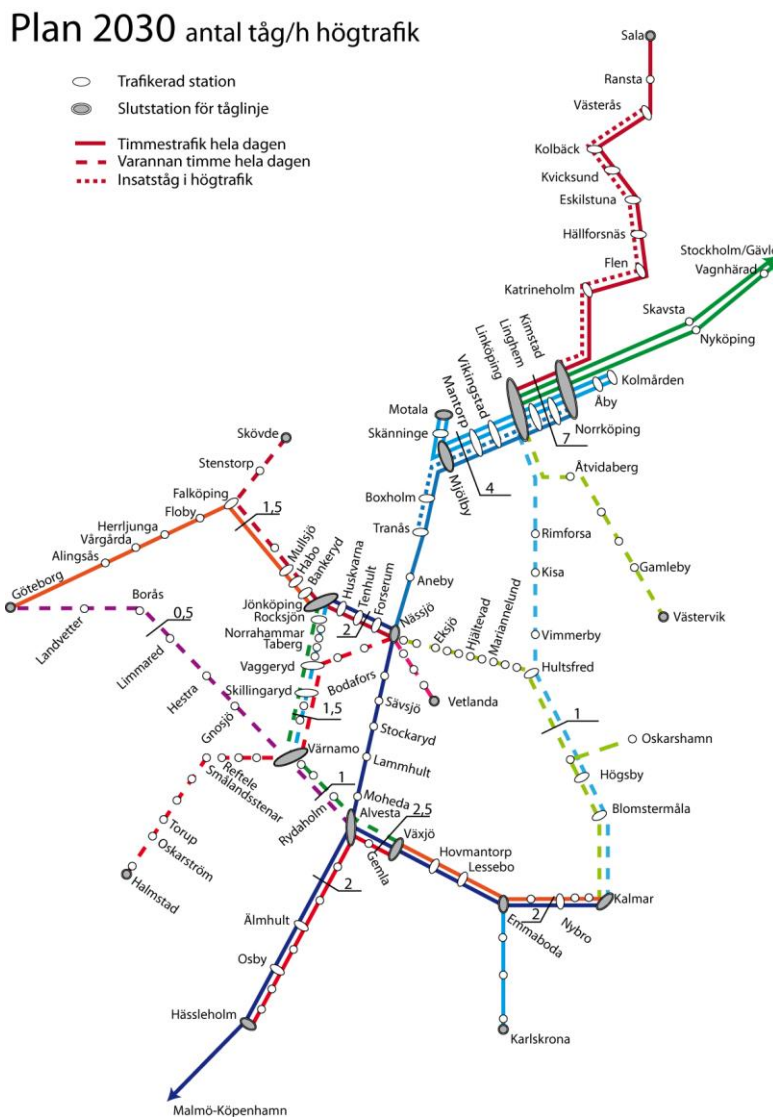 Plan 2030 antal tåg/h högtrafik
Trafikerad station
Slutstation för tåglinje
Timmestrafik hela dagen
Varannan timme hela dagen
Insatståg i högtrafik
Sala
Ransta
Västerås
Kolbäck
Kvicksund
Eskilstuna
Hällforsnäs
Flen
Katrineholm
Stockholm/Gävle
Vagnhärad
Skavsta
Nyköping
Kimstad
Linghem
Linköping
Vikingstad
Mantorp
Kolmården
Åby
Norrköping
7
4
Mjölby
Motala
Skänninge
Boxholm
Tranås
Aneby
Åtvidaberg
Rimforsa
Gamleby
Kisa
Västervik
Vimmerby
Hultsfred
Skövde
Stenstorp
Falköping
1,5
Floby
Herrljunga
Vårgårda
Alingsås
Göteborg
Mullsjö
Habo
Bankeryd
Huskvarna
Tenhult
Forserum
2
Jönköping
Rocksjön
Norrahammar
Taberg
Vaggeryd
Skillingaryd
1,5
Nässjö
Eksjö
Hjältevad
Mariannelund
Bodafors
Vetlanda
Sävsjö
Stockaryd
Lammhult
Moheda
Borås
Landvetter
0,5
Limmared
Hestra
Gnosjö
Värnamo
Reftele
Smålandsstenar
Torup
Oskarström
Halmstad
1
Rydaholm
Alvesta
2,5
Växjö
Gemla
2
Hovmantorp
Lessebo
1
Oskarshamn
Högsby
Blomstermåla
Kalmar
2
Nybro
Emmaboda
Karlskrona
Älmhult
Osby
Hässleholm
Malmö-Köpenhamn